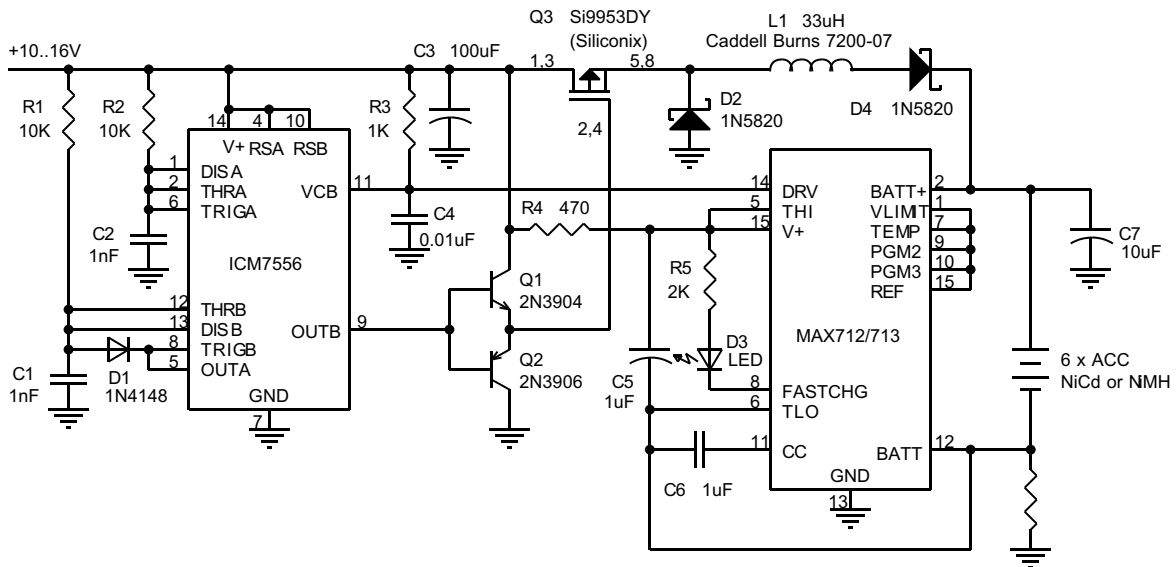 Q3 Si9953DY
(Siliconix)
L1 33uH
Caddell Burns 7200-07
+10..16V
C3 100uF
1,3
5,8
R1
10K
R2
10K
R3
1K
D2
1N5820
D4
1N5820
2,4
14
4
10
V+
RSA
RSB
1
DISA
2
THRA
6
TRIGA
VCB
11
C4
0.01uF
C2
1nF
ICM7556
R4 470
14
DRV
5
THI
15
V+
BATT+
2
VLIMIT
1
TEMP
7
PGM2
9
PGM3
10
REF
15
C7
10uF
R5
2K
Q1
2N3904
12
THRB
13
DISB
8
TRIGB
5
OUTA
OUTB
9
MAX712/713
D3
LED
Q2
2N3906
C1
1nF
D1
1N4148
C5
1uF
6 x ACC
NiCd or NiMH
GND
7
8
FASTCHG
6
TLO
11
CC
BATT
12
C6 1uF
GND
13